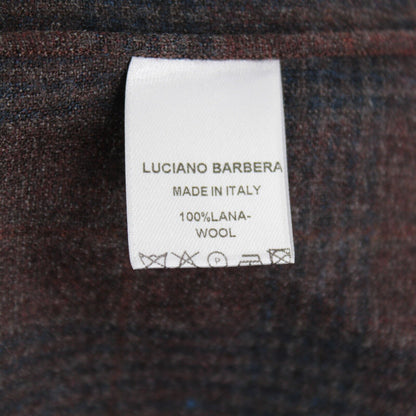 LUCIANO BARBERA
MADE IN ITALY
100%LANA-
WOOL
P